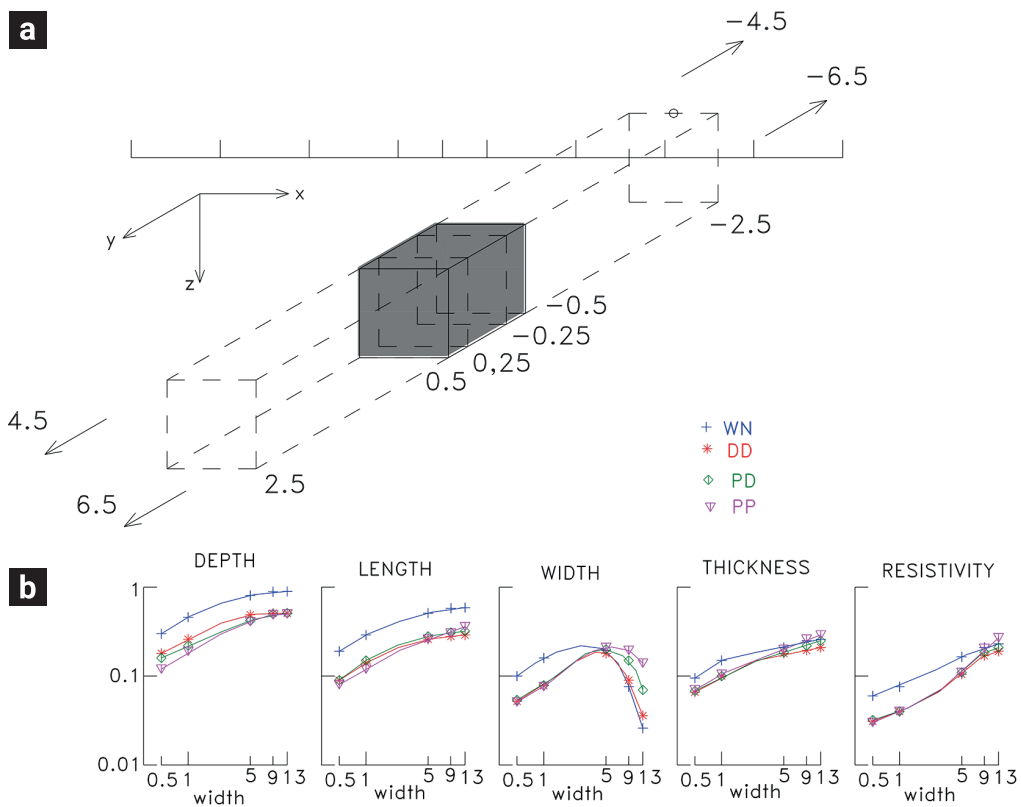 a
-4.5
-6.5
x
y
z
-2.5
-0.5
-0.25
0,25
0.5
4.5
2.5
6.5
WN
DD
PD
PP
b
DEPTH
LENGTH
WIDTH
THICKNESS
RESISTIVITY
1
0.1
0.01
0.5 1 5 9 13
0.5 1 5 9 13
0.5 1 5 9 13
0.5 1 5 9 13
0.5 1 5 9 13
width
width
width
width
width